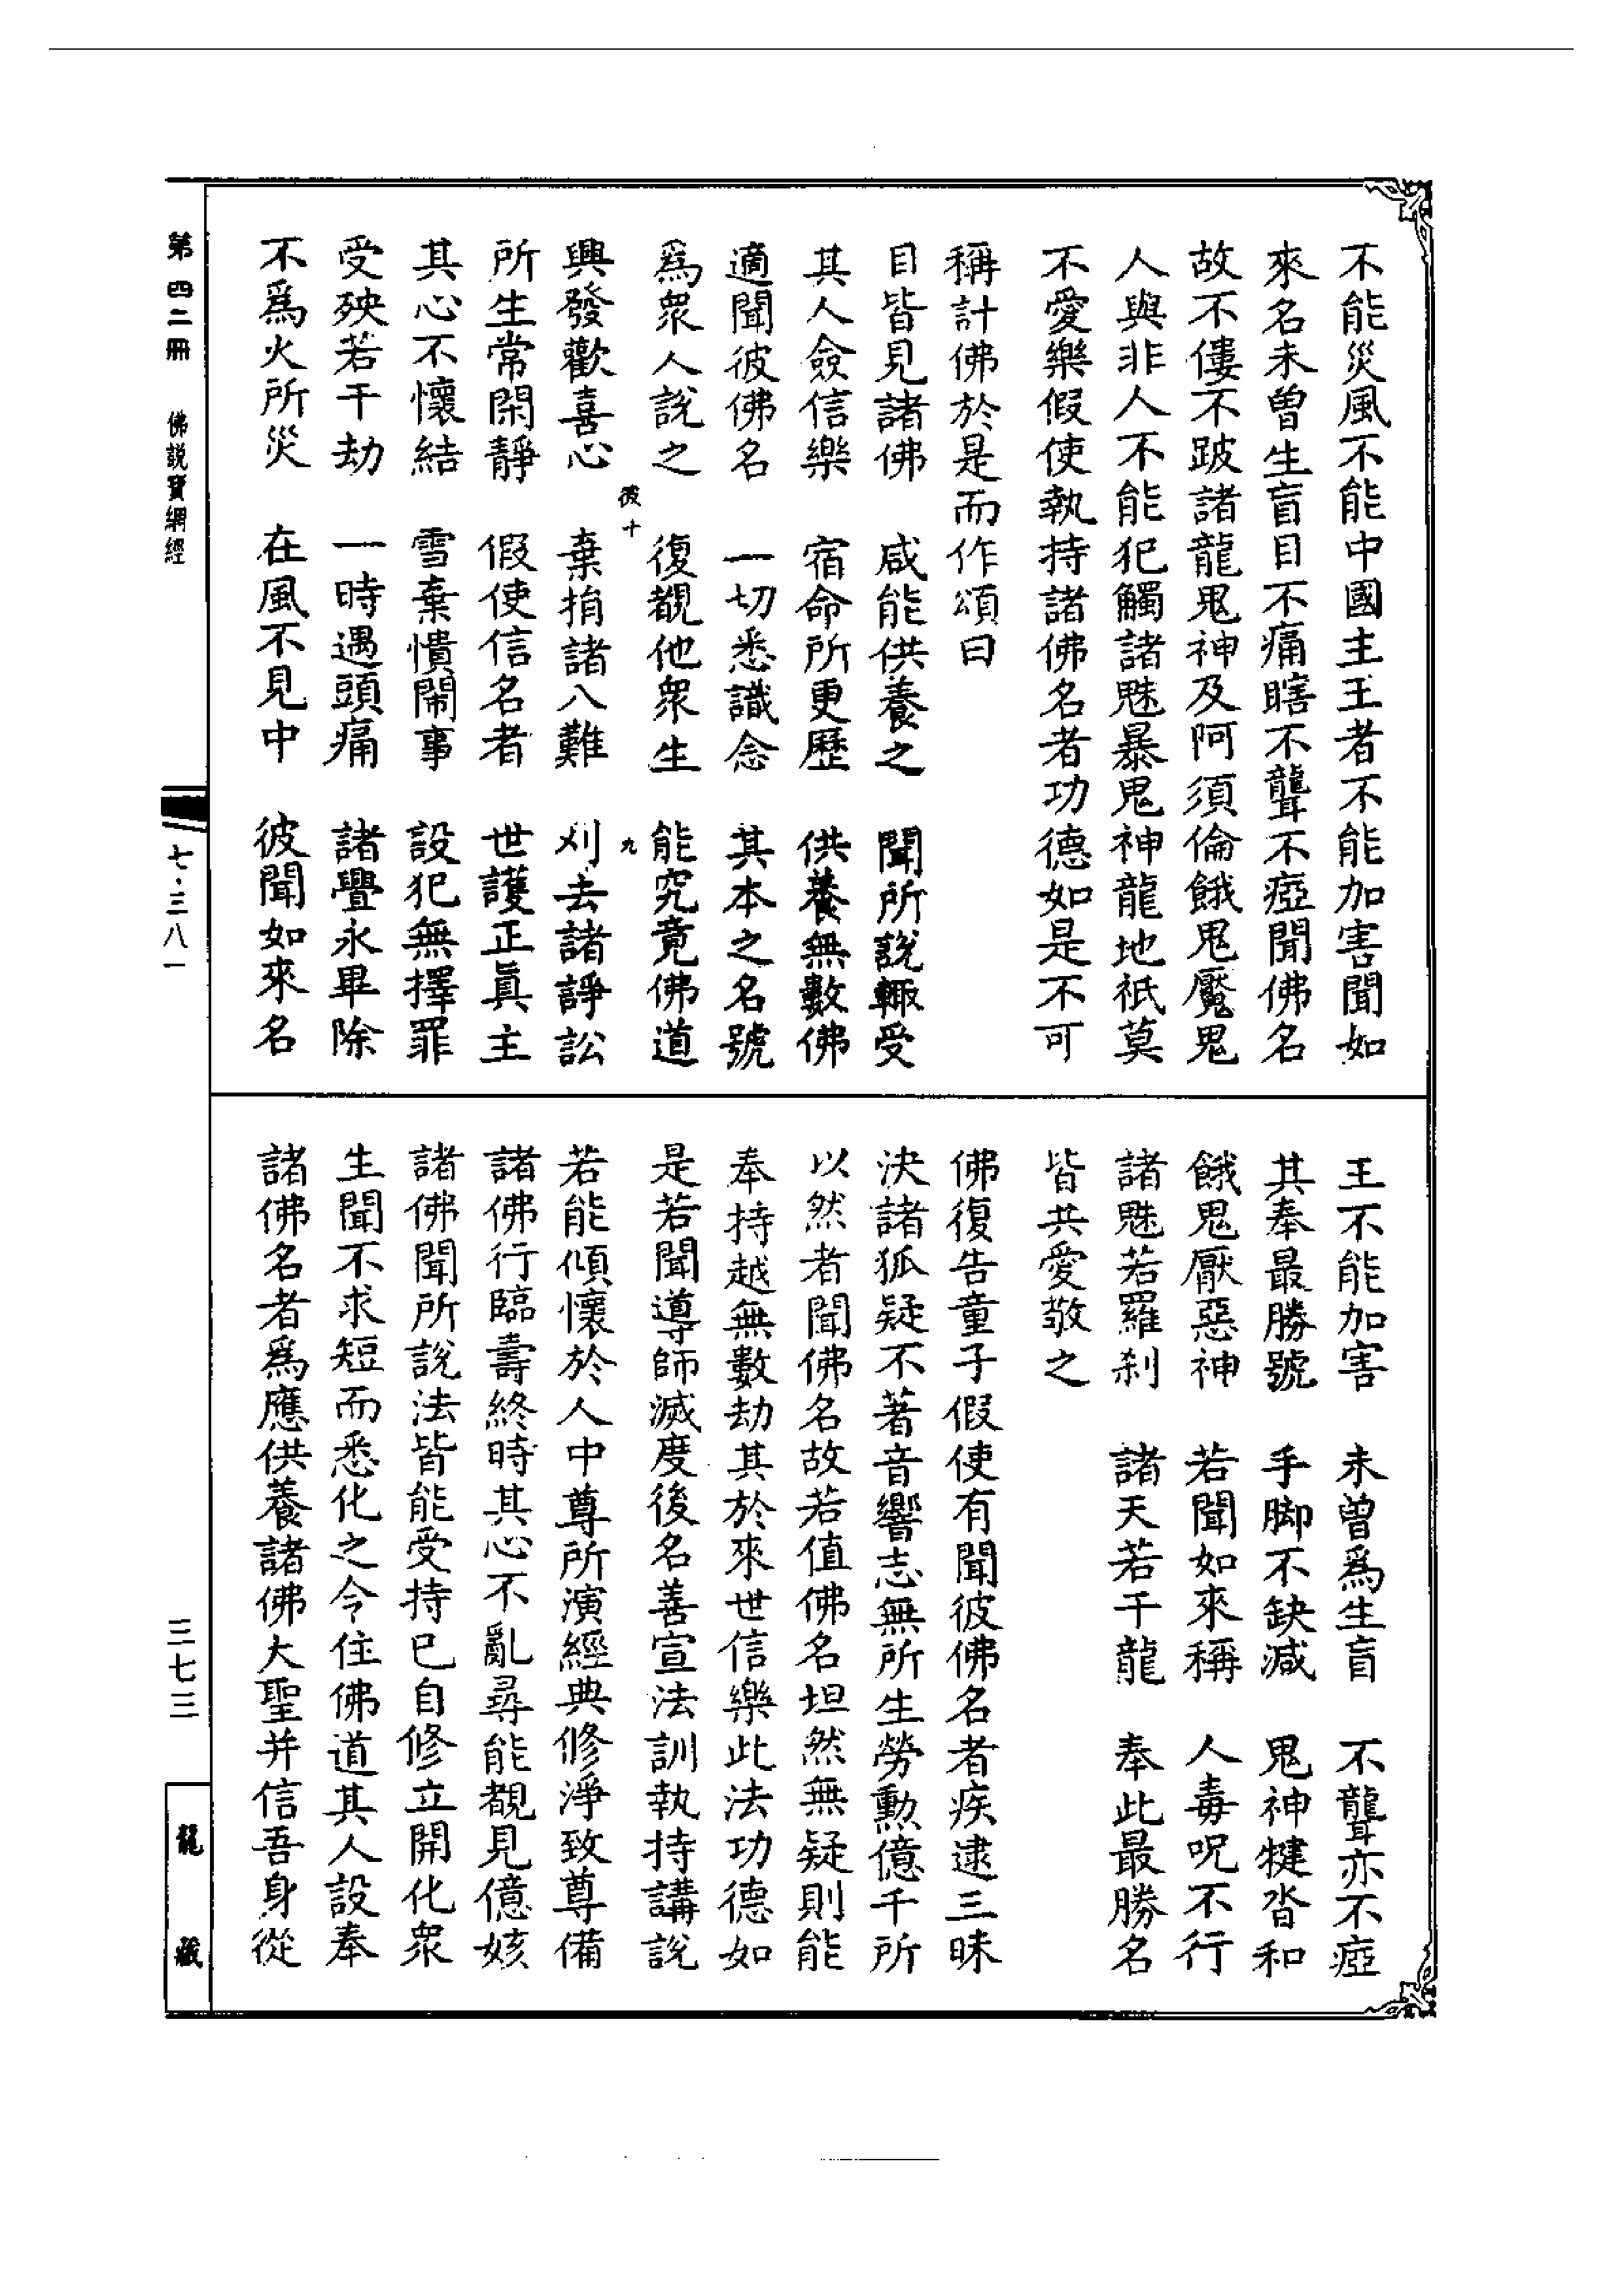 不能災風不能中國主王者不能加害聞如
來名未曾生盲目不痛瞎不聾不瘂聞佛名
故不僂不跛諸龍鬼神及阿須倫餓鬼魘鬼
人與非人不能犯觸諸魅暴鬼神龍地祇莫
不愛樂假使執持諸佛名者功德如是不可
稱計佛於是而作頌曰
目皆見諸佛　咸能供養之　聞所說輙受
其人僉信樂　宿命所更歷　供養無數佛
適聞彼佛名　一切悉識念　其本之名號
爲衆人說之　復覩他衆生　能究竟佛道
彼十　九
興發歡喜心　棄捐諸八難　刈去諸諍訟
所生常閑靜　假使信名者　世護正眞主
其心不懷結　雪棄憒閙事　設犯無擇罪
受殃若干劫　一時遇頭痛　諸舋永畢除
不爲火所災　在風不見中　彼聞如來名
王不能加害　未曾爲生盲　不聾亦不瘂
其奉最勝號　手脚不缺減　鬼神揵沓和
餓鬼厭惡神　若聞如來稱　人毒呪不行
諸魅若羅刹　諸天若干龍　奉此最勝名
皆共愛敬之
佛復告童子假使有聞彼佛名者疾逮三昧
決諸狐疑不著音響志無所生勞勳億千所
以然者聞佛名故若值佛名坦然無疑則能
奉持越無數劫其於來世信樂此法功德如
是若聞導師滅度後名善宣法訓執持講說
若能傾懷於人中尊所演經典修淨致尊備
諸佛行臨壽終時其心不亂尋能覩見億姟
諸佛聞所說法皆能受持已自修立開化衆
生聞不求短而悉化之令住佛道其人設奉
諸佛名者爲應供養諸佛大聖并信吾身從
第四二冊　佛説寶網經
七·三八一
三七三
龍藏